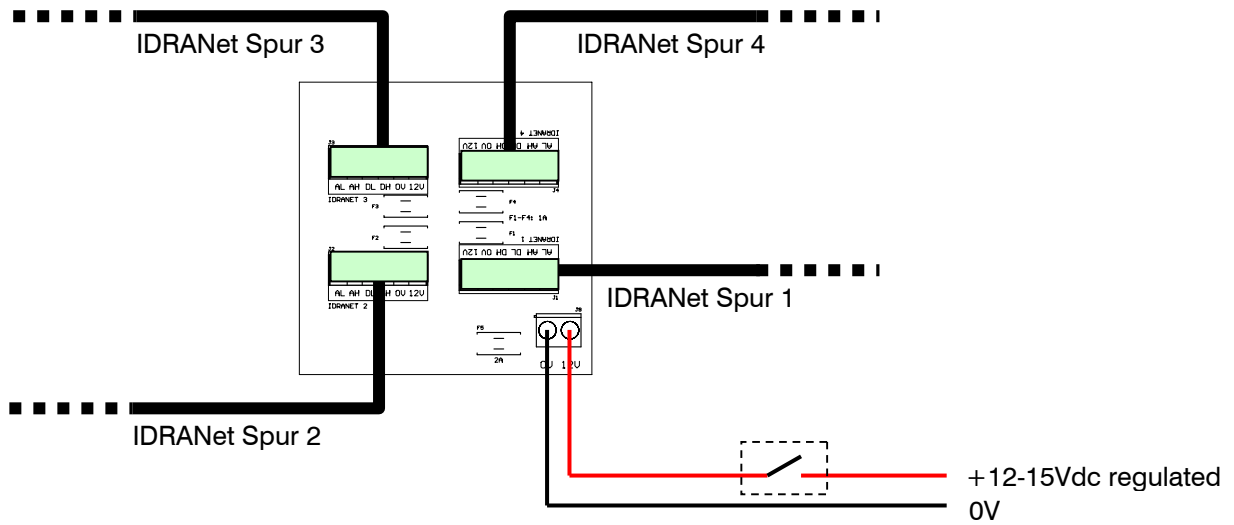 IDRANet Spur 3
IDRANet Spur 4
IDRANET 4
J3
AL AH DL DH 0V 12V
AL AH DL DH 0V 12V
IDRANET 3
J4
F3
F4
F1-F4: 1A
F2
F1
IDRANET 1
J2
AL AH DL DH 0V 12V
AL AH DL DH 0V 12V
IDRANET 2
J1
IDRANet Spur 1
F5
2A
0V 12V
IDRANet Spur 2
+12-15Vdc regulated
0V